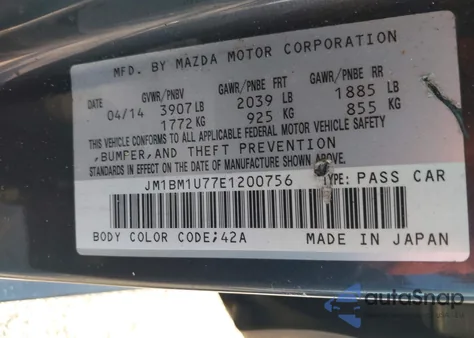 MFD. BY MAZDA MOTOR CORPORATION
DATE GVWR/PNBV GAWR/PNBE FRT GAWR/PNBE RR
04/14 3907 LB 2039 LB 1885 LB
1772 KG 925 KG 855 KG
THIS VEHICLE CONFORMS TO ALL APPLICABLE FEDERAL MOTOR VEHICLE SAFETY
,BUMPER,AND THEFT PREVENTION
STANDARDS IN EFFECT ON THE DATE OF MANUFACTURE SHOWN ABOVE.
JM1BM1U77E1200756 TYPE: PASS CAR
BODY COLOR CODE;42A MADE IN JAPAN
autoSnap